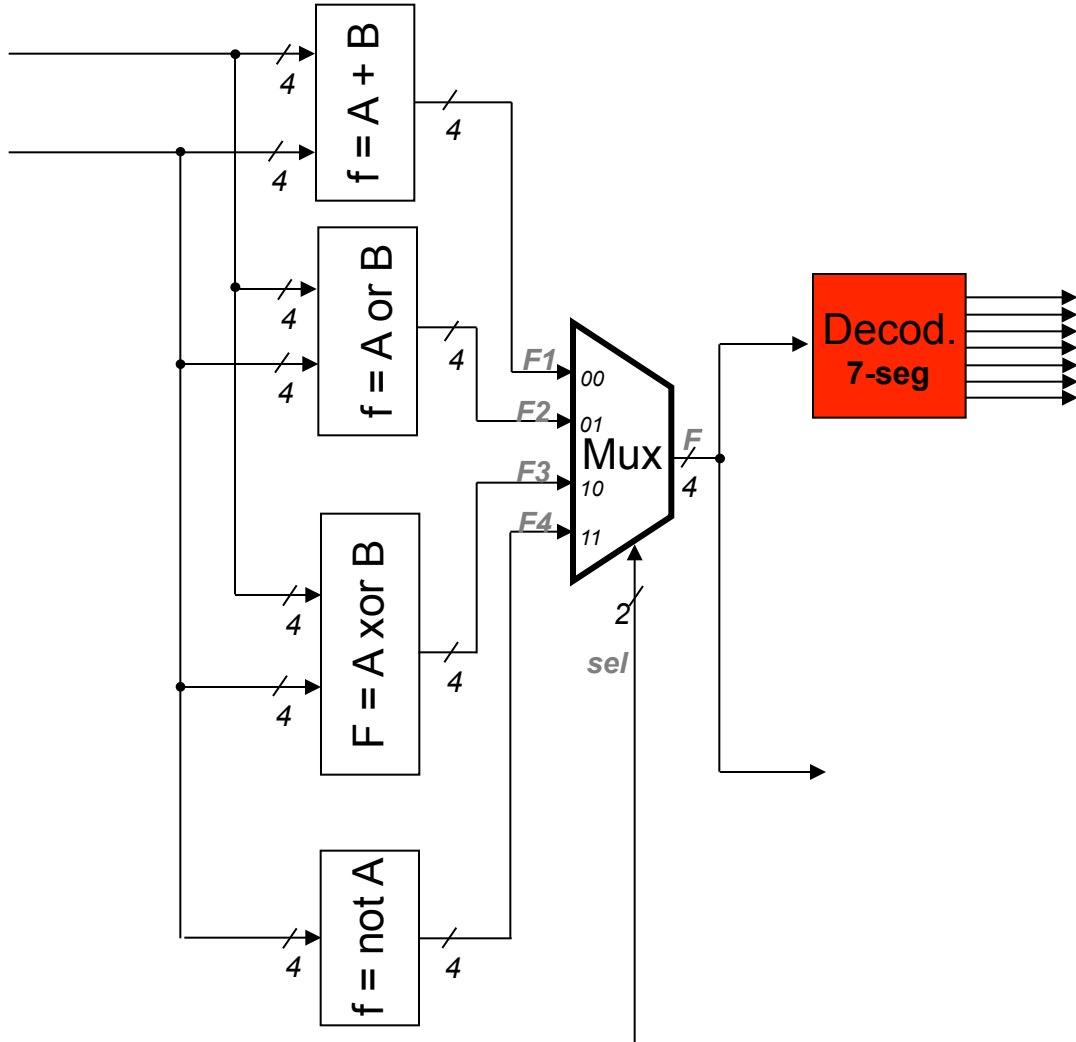 4
f = A + B
4
4
4
f = A or B
4
4
F1
00
F2
01
Mux
F3
10
F4
11
F
4
Decod.
7-seg
4
F = A xor B
4
4
2
sel
4
f = not A
4